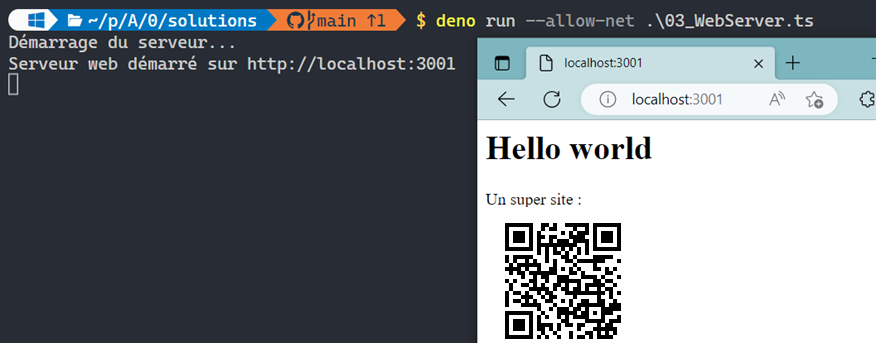 ~/p/A/0/solutions main ↑1 $ deno run --allow-net .\03_WebServer.ts
Démarrage du serveur...
Serveur web démarré sur http://localhost:3001
localhost:3001
localhost:3001
Hello world
Un super site :